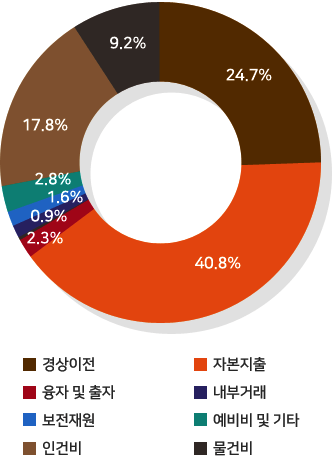 9.2%
24.7%
17.8%
2.8%
1.6%
0.9%
2.3%
40.8%
경상이전 자본지출
융자 및 출자 내부거래
보전재원 예비비 및 기타
인건비 물건비